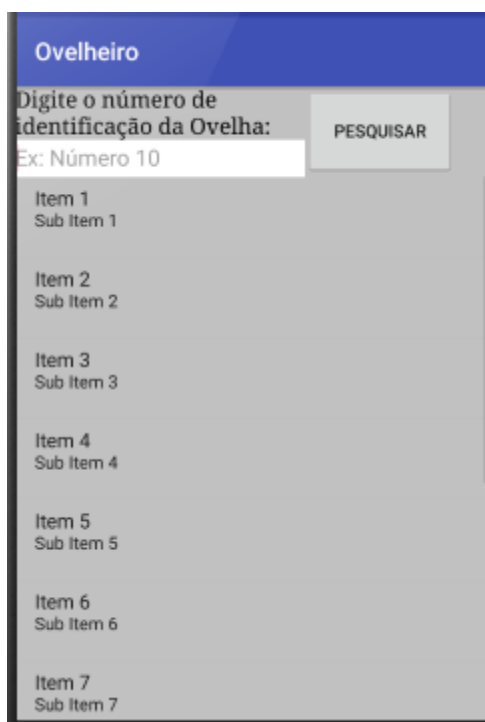 Ovelheiro
Digite o número de
identificação da Ovelha:
PESQUISAR
Ex: Número 10
Item 1
Sub Item 1
Item 2
Sub Item 2
Item 3
Sub Item 3
Item 4
Sub Item 4
Item 5
Sub Item 5
Item 6
Sub Item 6
Item 7
Sub Item 7